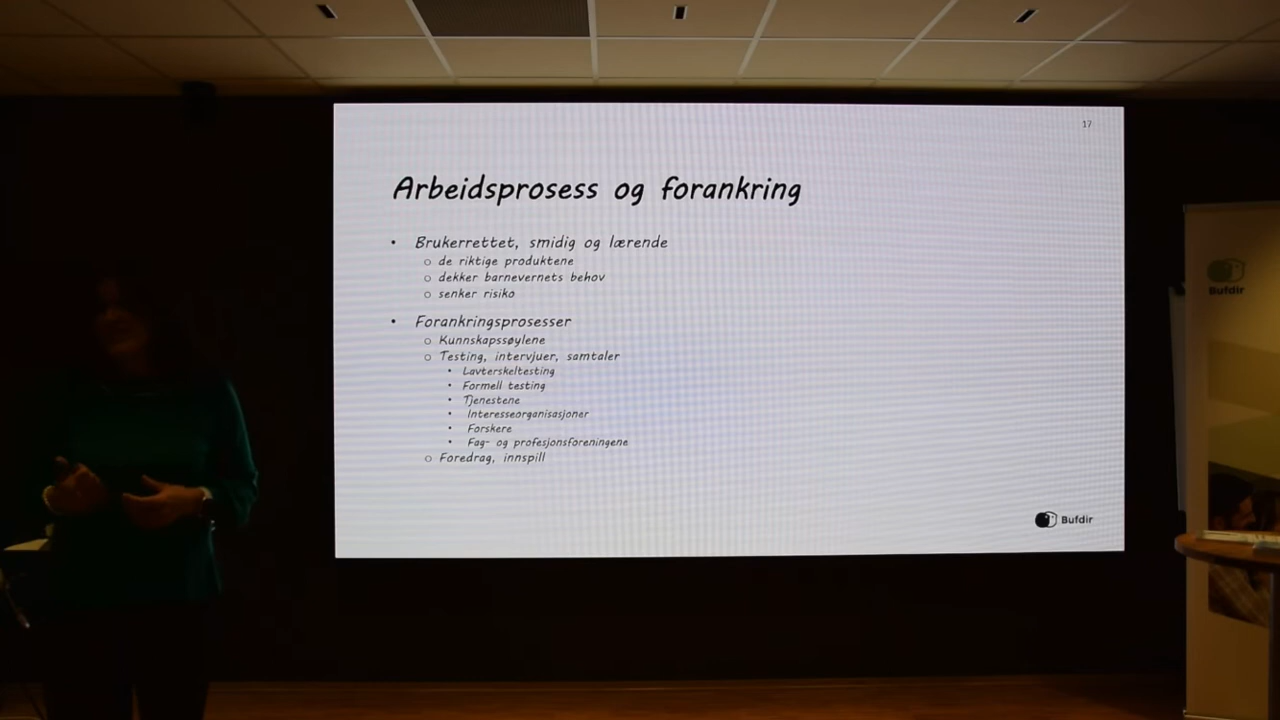 17
Arbeidsprosess og forankring
• Brukerrettet, smidig og lærende
o de riktige produktene
o dekker barnevernets behov
o senker risiko
• Forankringsprosesser
o Kunnskapssøylene
o Testing, intervjuer, samtaler
• Lavterskeltesting
• Formell testing
• Tjenestene
• Interesseorganisasjoner
• Forskere
• Fag- og profesjonsforeningene
o Foredrag, innspill
Bufdir
Bufdir